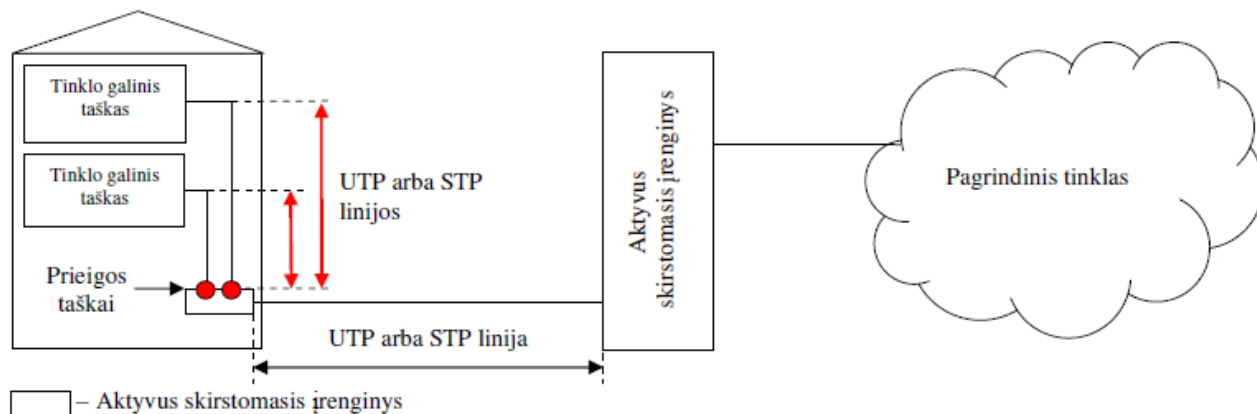 Tinklo galinis
taškas
Tinklo galinis
taškas
Prieigos
taškai
UTP arba STP
linijos
UTP arba STP linija
Aktyvus
skirstomasis įrenginys
Pagrindinis tinklas
– Aktyvus skirstomasis įrenginys